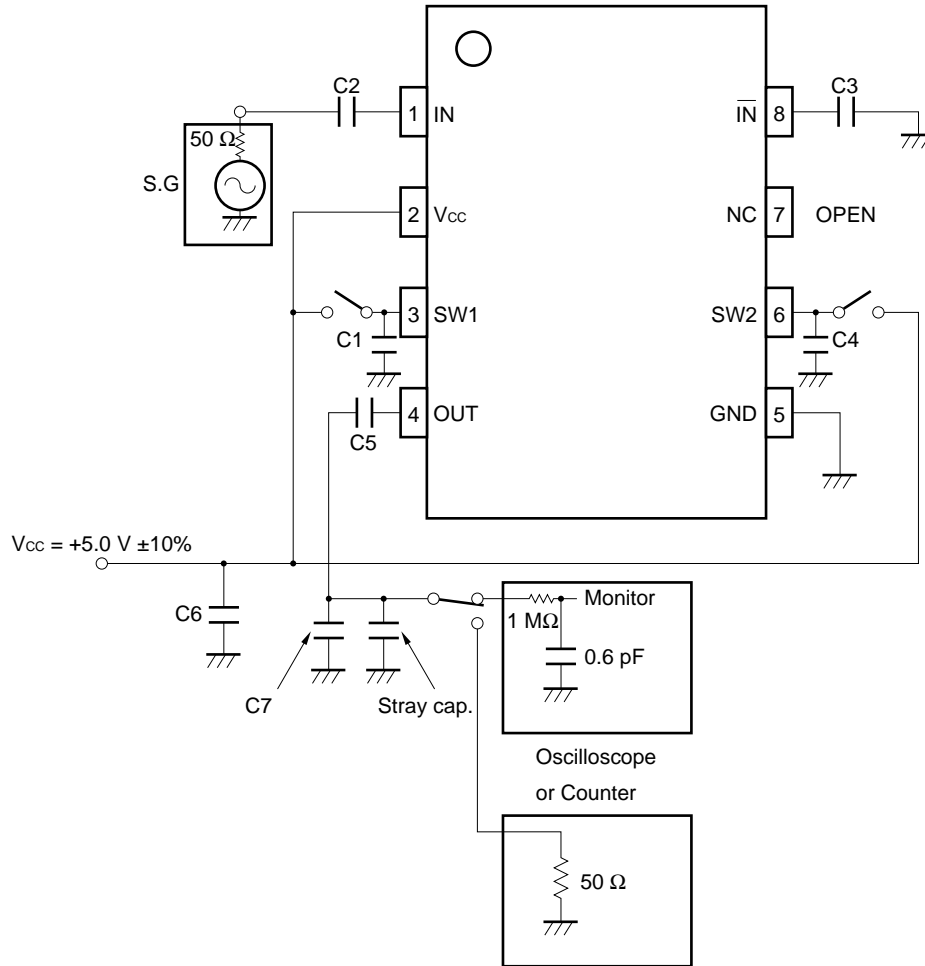 C2
C3
1
IN
IN
8
50 Ω
S.G
2
VCC
NC
7
OPEN
3
SW1
SW2
6
C1
C4
4
OUT
GND
5
C5
VCC = +5.0 V ±10%
C6
Monitor
1 MΩ
0.6 pF
C7
Stray cap.
Oscilloscope
or Counter
50 Ω